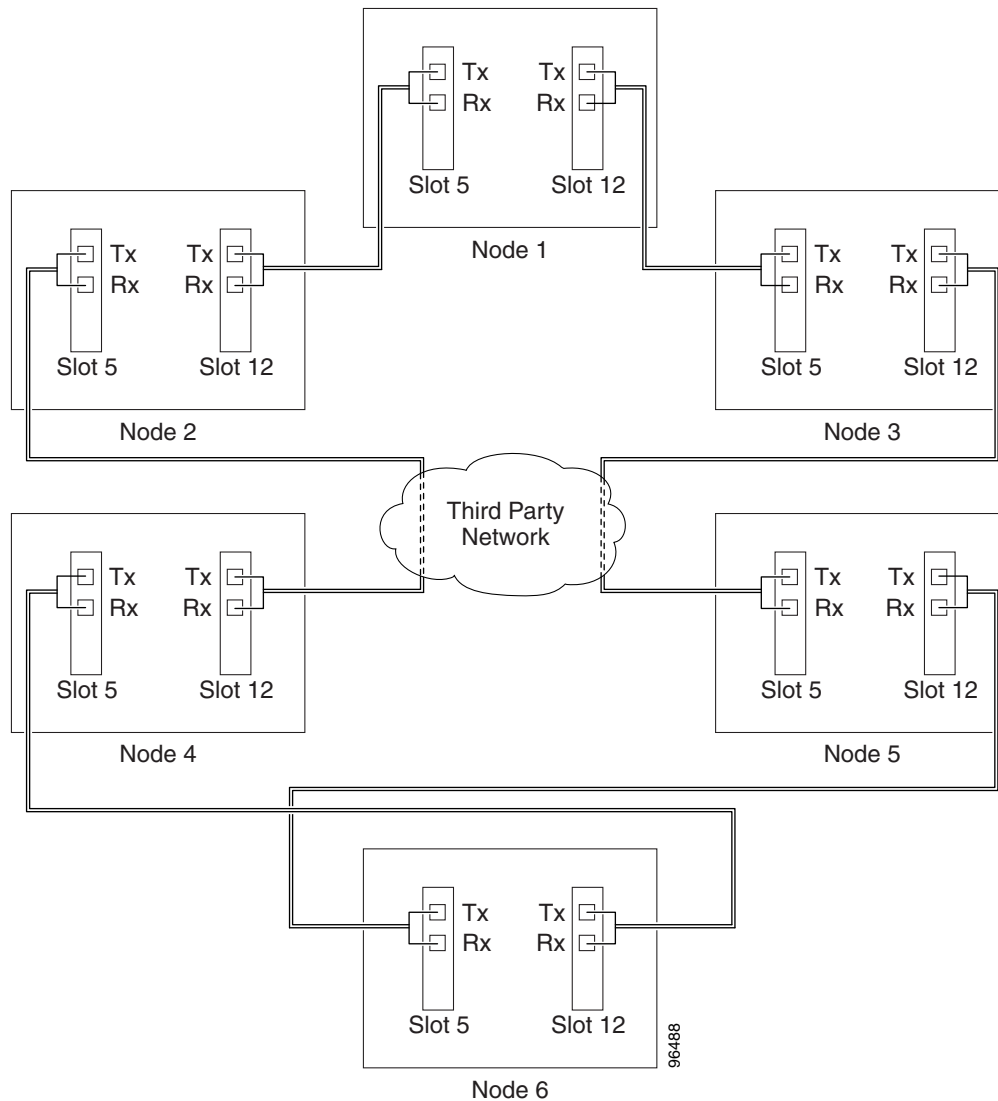 Tx Tx
Rx Rx
Slot 5 Slot 12
Node 1
Tx Tx
Rx Rx
Slot 5 Slot 12
Node 2
Tx Tx
Rx Rx
Slot 5 Slot 12
Node 3
Third Party
Network
Tx Tx
Rx Rx
Slot 5 Slot 12
Node 4
Tx Tx
Rx Rx
Slot 5 Slot 12
Node 5
Tx Tx
Rx Rx
Slot 5 Slot 12
Node 6
96488